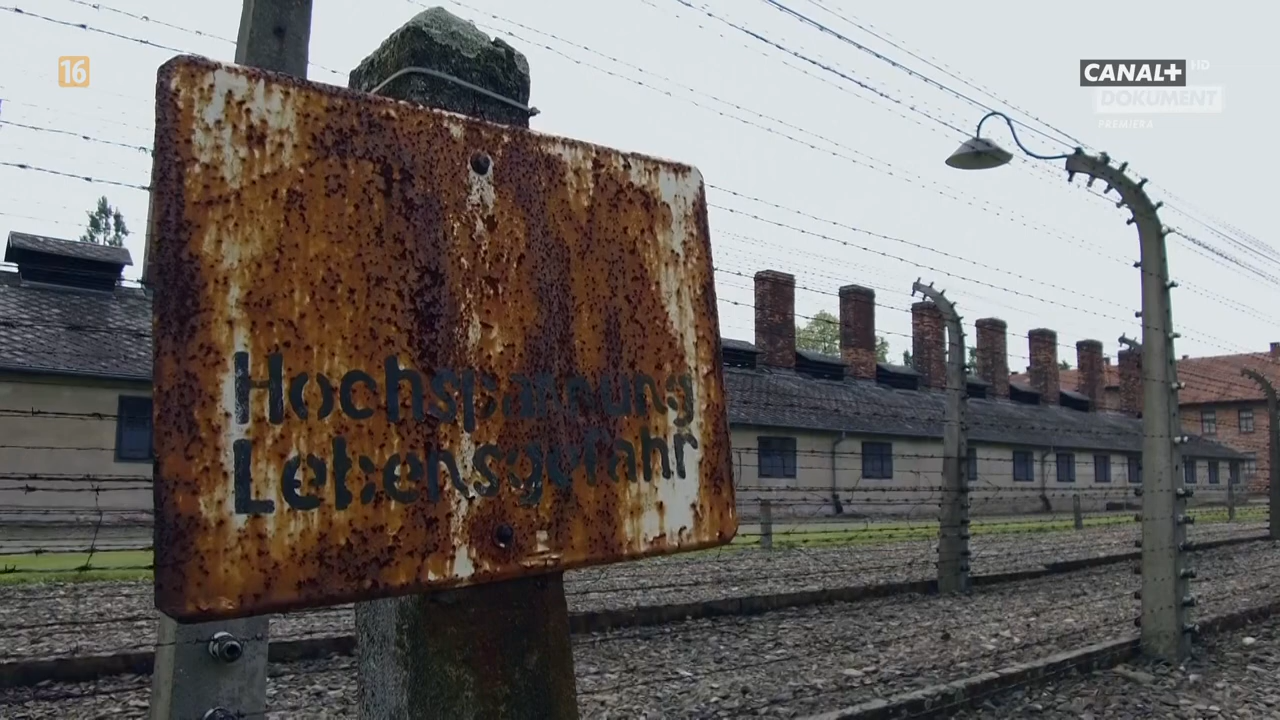 16
CANAL+ HD
DOKUMENT
PREMIERA
Hochspannung
Lebensgefahr